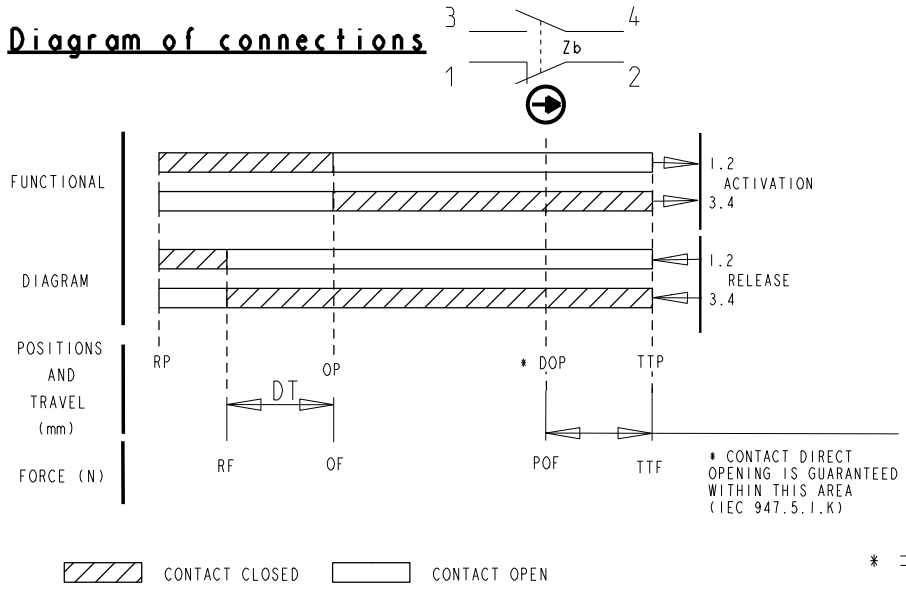 Diagram of connections
3 4
Zb
1 2
FUNCTIONAL
1.2
ACTIVATION
3.4
DIAGRAM
1.2
RELEASE
3.4
POSITIONS
AND
TRAVEL
(mm)
RP OP * DOP TTP
DT
FORCE (N)
RF OF POF TTF
* CONTACT DIRECT
OPENING IS GUARANTEED
WITHIN THIS AREA
(IEC 947.5.1.K)
CONTACT CLOSED CONTACT OPEN *